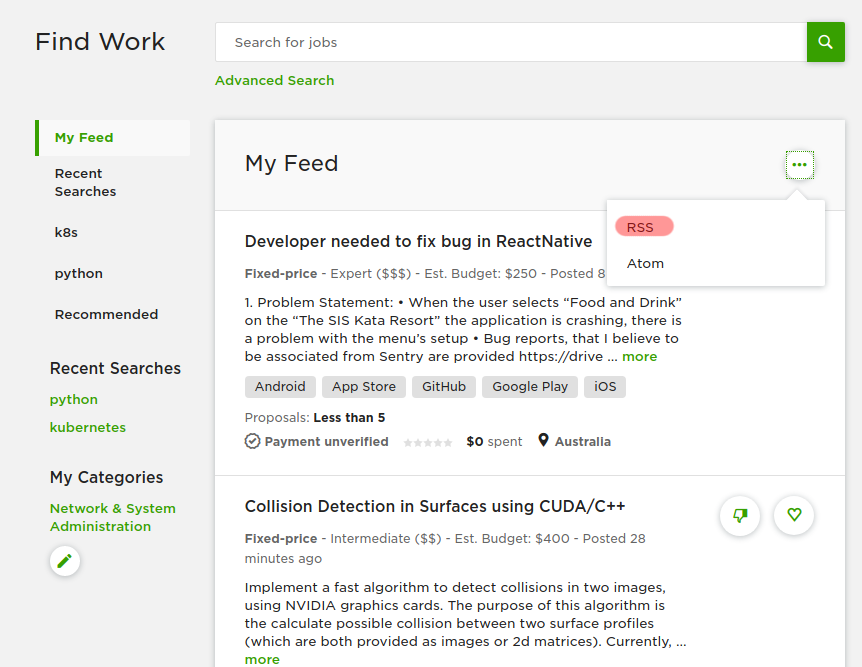 Find Work
Search for jobs
Advanced Search
My Feed
Recent
Searches
k8s
python
Recommended
Recent Searches
python
kubernetes
My Categories
Network & System
Administration
My Feed
RSS
Atom
Developer needed to fix bug in ReactNative
Fixed-price - Expert ($$$) - Est. Budget: $250 - Posted 8
1. Problem Statement: • When the user selects “Food and Drink”
on the “The SIS Kata Resort” the application is crashing, there is
a problem with the menu’s setup • Bug reports, that I believe to
be associated from Sentry are provided https://drive ... more
Android App Store GitHub Google Play iOS
Proposals: Less than 5
Payment unverified $0 spent Australia
Collision Detection in Surfaces using CUDA/C++
Fixed-price - Intermediate ($$) - Est. Budget: $400 - Posted 28
minutes ago
Implement a fast algorithm to detect collisions in two images,
using NVIDIA graphics cards. The purpose of this algorithm is
the calculate possible collision between two surface profiles
(which are both provided as images or 2d matrices). Currently, ...
more